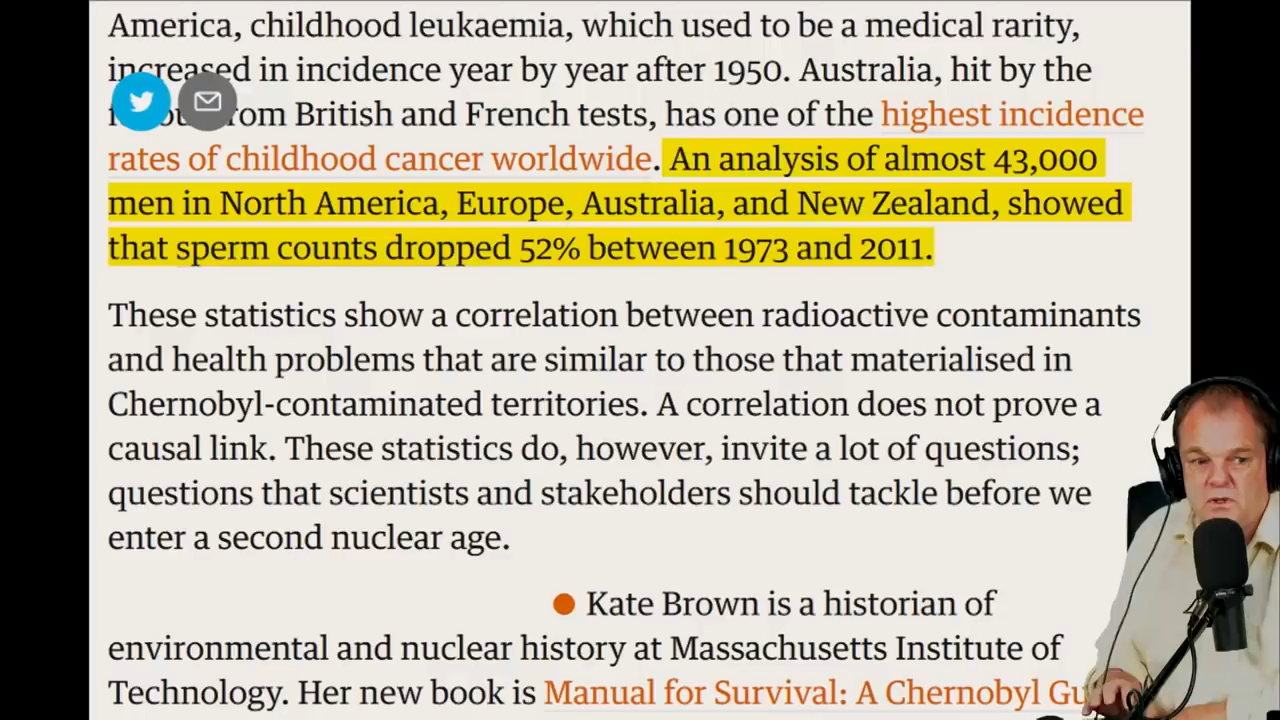 America, childhood leukaemia, which used to be a medical rarity,
increased in incidence year by year after 1950. Australia, hit by the
from British and French tests, has one of the highest incidence
rates of childhood cancer worldwide. An analysis of almost 43,000
men in North America, Europe, Australia, and New Zealand, showed
that sperm counts dropped 52% between 1973 and 2011.
These statistics show a correlation between radioactive contaminants
and health problems that are similar to those that materialised in
Chernobyl-contaminated territories. A correlation does not prove a
causal link. These statistics do, however, invite a lot of questions;
questions that scientists and stakeholders should tackle before we
enter a second nuclear age.
● Kate Brown is a historian of
environmental and nuclear history at Massachusetts Institute of
Technology. Her new book is Manual for Survival: A Chernobyl